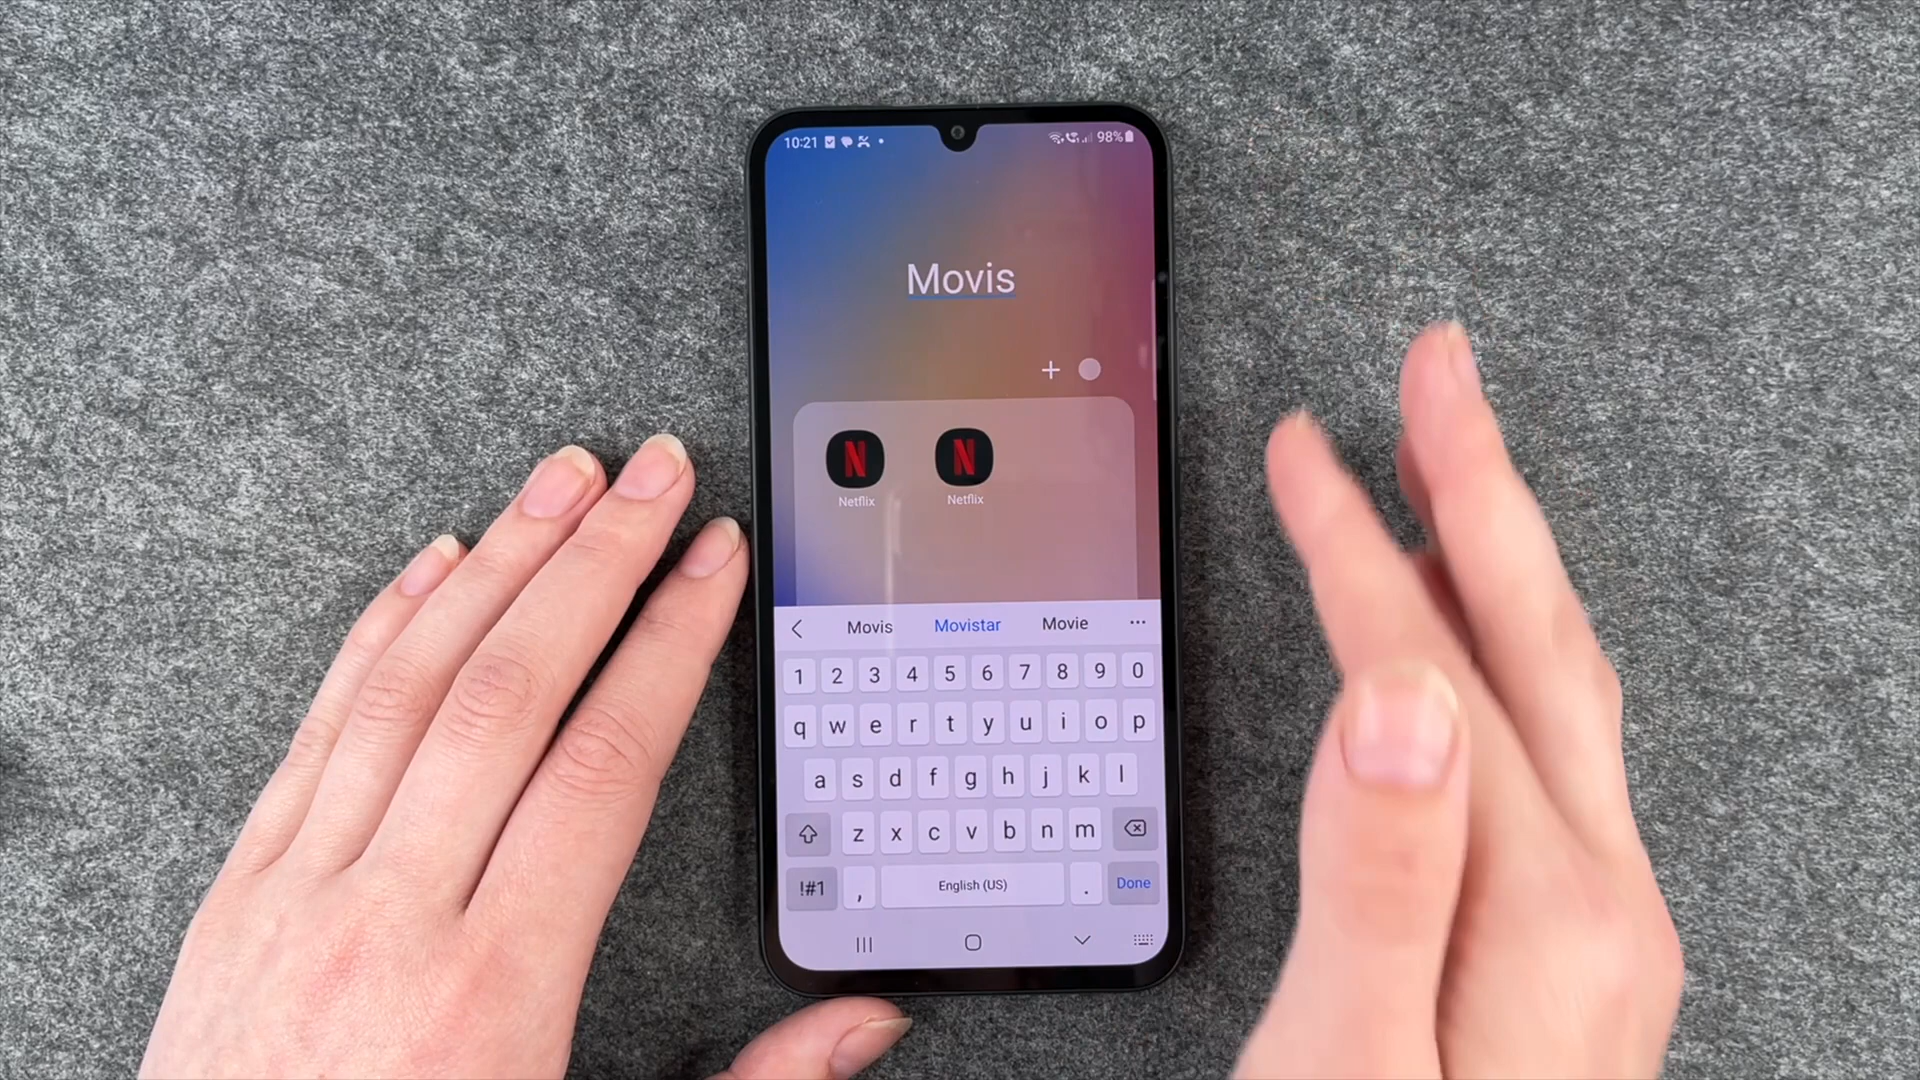 10:21 98%
Movis
+
N N
Netflix Netflix
Movis Movistar Movie ...
1 2 3 4 5 6 7 8 9 0
q w e r t y u i o p
a s d f g h j k l
z x c v b n m
!#1 , English (US) . Done